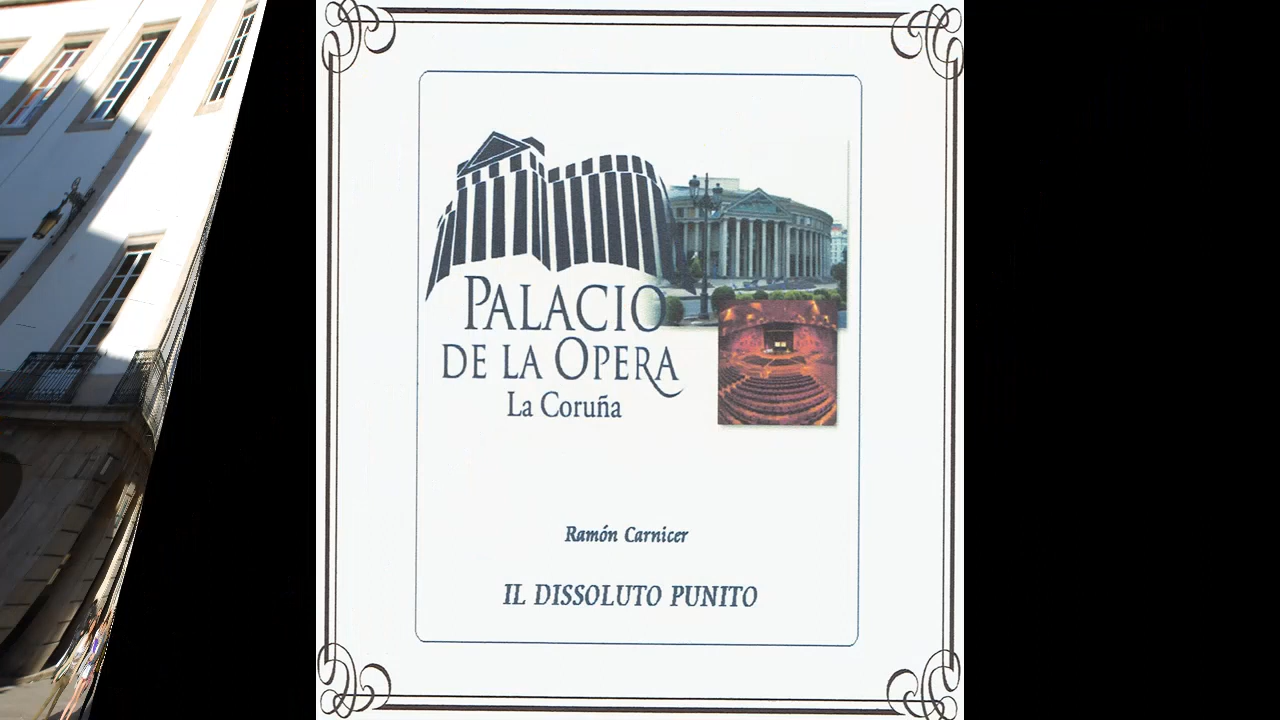 PALACIO
DE LA OPERA
La Coruña
Ramón Carnicer
IL DISSOLUTO PUNITO